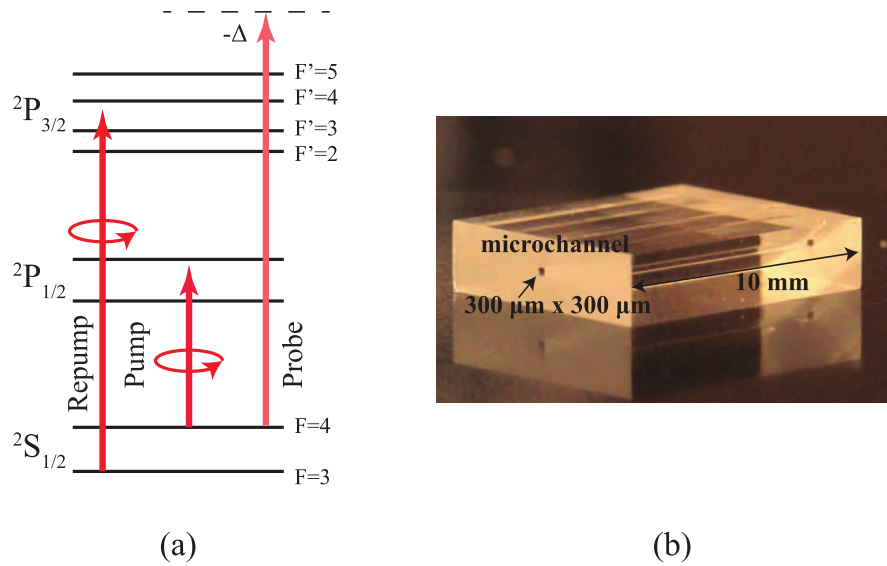 -Δ
F'=5
F'=4
²P₃/₂
F'=3
F'=2
²P₁/₂
Repump
Pump
Probe
F=4
²S₁/₂
F=3
(a)
microchannel
10 mm
300 μm x 300 μm
(b)